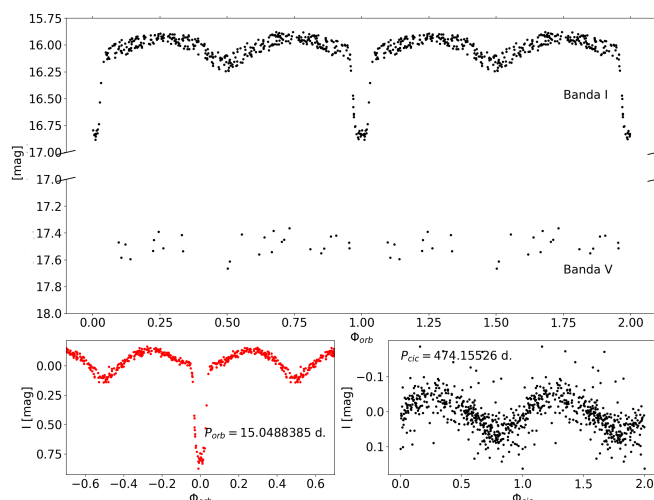 15.75
16.00
16.25
16.50
16.75
17.00
[mag]
Banda I
17.0
17.2
17.4
17.6
17.8
18.0
Banda V
0.00 0.25 0.50 0.75 1.00 1.25 1.50 1.75 2.00
Φorb
0.00
0.25
0.50
0.75
I [mag]
Porb = 15.0488385 d.
−0.6 −0.4 −0.2 0.0 0.2 0.4 0.6
Φorb
Pcic = 474.15526 d.
−0.1
0.0
0.1
I [mag]
0.0 0.5 1.0 1.5 2.0
Φcic